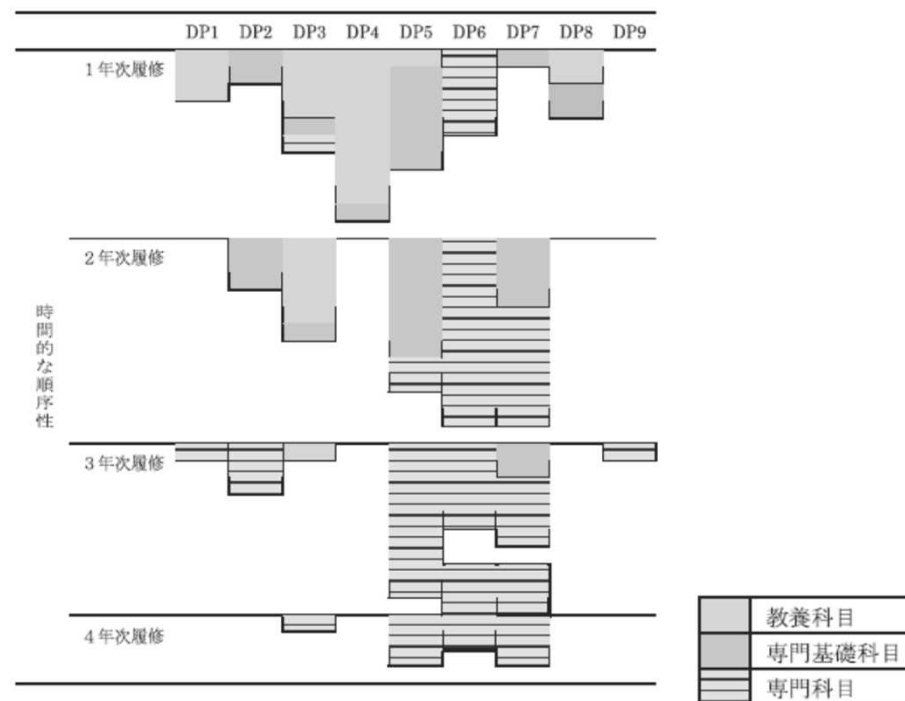 DP1 DP2 DP3 DP4 DP5 DP6 DP7 DP8 DP9
1年次履修
2年次履修
時間的な順序性
3年次履修
4年次履修
教養科目
専門基礎科目
専門科目